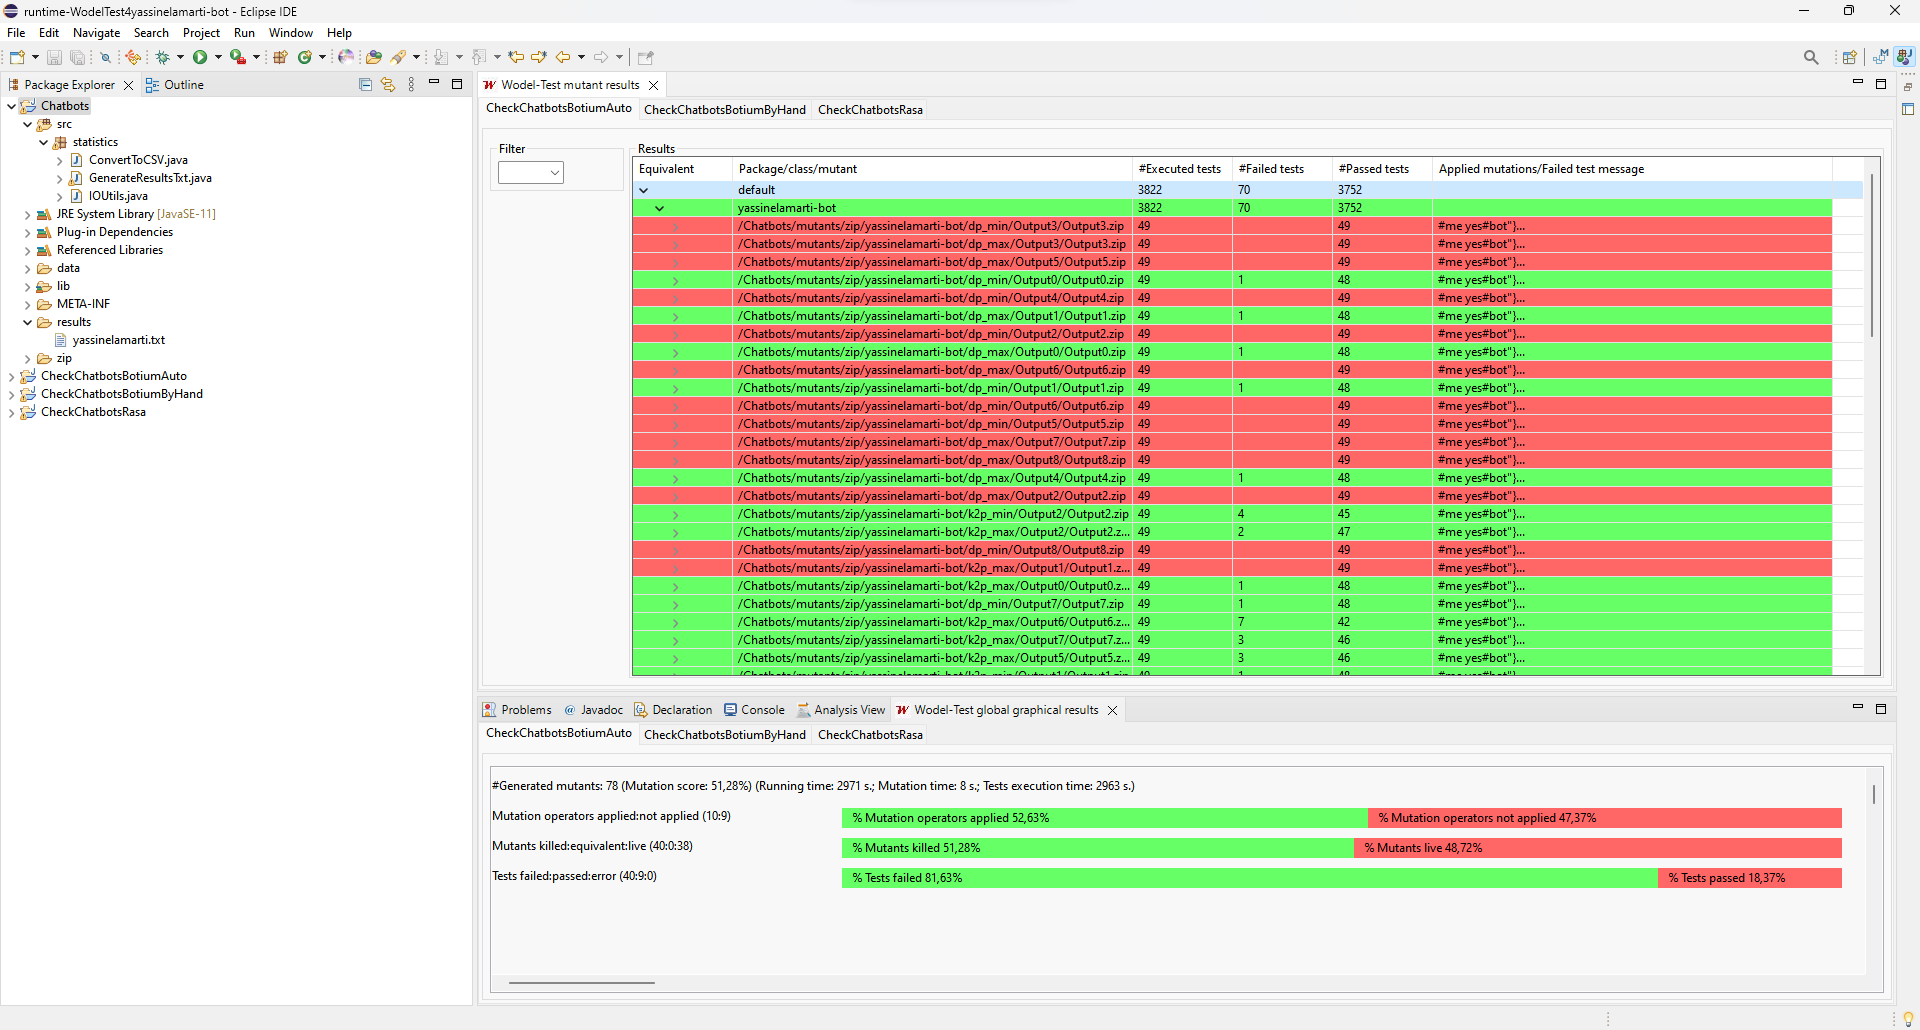 runtime-WodelTest4yassinelamarti-bot - Eclipse IDE
File Edit Navigate Search Project Run Window Help
Package Explorer Outline
Chatbots
src
statistics
ConvertToCSV.java
GenerateResultsTxt.java
IOUtils.java
JRE System Library [JavaSE-11]
Plug-in Dependencies
Referenced Libraries
data
lib
META-INF
results
yassinelamarti.txt
zip
CheckChatbotsBotiumAuto
CheckChatbotsBotiumByHand
CheckChatbotsRasa
Wodel-Test mutant results
CheckChatbotsBotiumAuto CheckChatbotsBotiumByHand CheckChatbotsRasa
Filter
Results
Equivalent Package/class/mutant #Executed tests #Failed tests #Passed tests Applied mutations/Failed test message
default 3822 70 3752
yassinelamarti-bot 3822 70 3752
/Chatbots/mutants/zip/yassinelamarti-bot/dp_min/Output3/Output3.zip 49 49 #me yes#bot"}...
/Chatbots/mutants/zip/yassinelamarti-bot/dp_max/Output3/Output3.zip 49 49 #me yes#bot"}...
/Chatbots/mutants/zip/yassinelamarti-bot/dp_max/Output5/Output5.zip 49 49 #me yes#bot"}...
/Chatbots/mutants/zip/yassinelamarti-bot/dp_min/Output0/Output0.zip 49 1 48 #me yes#bot"}...
/Chatbots/mutants/zip/yassinelamarti-bot/dp_min/Output4/Output4.zip 49 49 #me yes#bot"}...
/Chatbots/mutants/zip/yassinelamarti-bot/dp_max/Output1/Output1.zip 49 1 48 #me yes#bot"}...
/Chatbots/mutants/zip/yassinelamarti-bot/dp_min/Output2/Output2.zip 49 49 #me yes#bot"}...
/Chatbots/mutants/zip/yassinelamarti-bot/dp_max/Output0/Output0.zip 49 1 48 #me yes#bot"}...
/Chatbots/mutants/zip/yassinelamarti-bot/dp_max/Output6/Output6.zip 49 49 #me yes#bot"}...
/Chatbots/mutants/zip/yassinelamarti-bot/dp_min/Output1/Output1.zip 49 1 48 #me yes#bot"}...
/Chatbots/mutants/zip/yassinelamarti-bot/dp_min/Output6/Output6.zip 49 49 #me yes#bot"}...
/Chatbots/mutants/zip/yassinelamarti-bot/dp_min/Output5/Output5.zip 49 49 #me yes#bot"}...
/Chatbots/mutants/zip/yassinelamarti-bot/dp_max/Output7/Output7.zip 49 49 #me yes#bot"}...
/Chatbots/mutants/zip/yassinelamarti-bot/dp_max/Output8/Output8.zip 49 49 #me yes#bot"}...
/Chatbots/mutants/zip/yassinelamarti-bot/dp_max/Output4/Output4.zip 49 1 48 #me yes#bot"}...
/Chatbots/mutants/zip/yassinelamarti-bot/dp_max/Output2/Output2.zip 49 49 #me yes#bot"}...
/Chatbots/mutants/zip/yassinelamarti-bot/k2p_min/Output2/Output2.zip 49 4 45 #me yes#bot"}...
/Chatbots/mutants/zip/yassinelamarti-bot/k2p_max/Output2/Output2.z... 49 2 47 #me yes#bot"}...
/Chatbots/mutants/zip/yassinelamarti-bot/dp_min/Output8/Output8.zip 49 49 #me yes#bot"}...
/Chatbots/mutants/zip/yassinelamarti-bot/k2p_max/Output1/Output1.z... 49 49 #me yes#bot"}...
/Chatbots/mutants/zip/yassinelamarti-bot/k2p_max/Output0/Output0.z... 49 1 48 #me yes#bot"}...
/Chatbots/mutants/zip/yassinelamarti-bot/dp_min/Output7/Output7.zip 49 1 48 #me yes#bot"}...
/Chatbots/mutants/zip/yassinelamarti-bot/k2p_max/Output6/Output6.z... 49 7 42 #me yes#bot"}...
/Chatbots/mutants/zip/yassinelamarti-bot/k2p_max/Output7/Output7.z... 49 3 46 #me yes#bot"}...
/Chatbots/mutants/zip/yassinelamarti-bot/k2p_max/Output5/Output5.z... 49 3 46 #me yes#bot"}...
Problems Javadoc Declaration Console Analysis View Wodel-Test global graphical results
CheckChatbotsBotiumAuto CheckChatbotsBotiumByHand CheckChatbotsRasa
#Generated mutants: 78 (Mutation score: 51,28%) (Running time: 2971 s.; Mutation time: 8 s.; Tests execution time: 2963 s.)
Mutation operators applied:not applied (10:9) % Mutation operators applied 52,63% % Mutation operators not applied 47,37%
Mutants killed:equivalent:live (40:0:38) % Mutants killed 51,28% % Mutants live 48,72%
Tests failed:passed:error (40:9:0) % Tests failed 81,63% % Tests passed 18,37%